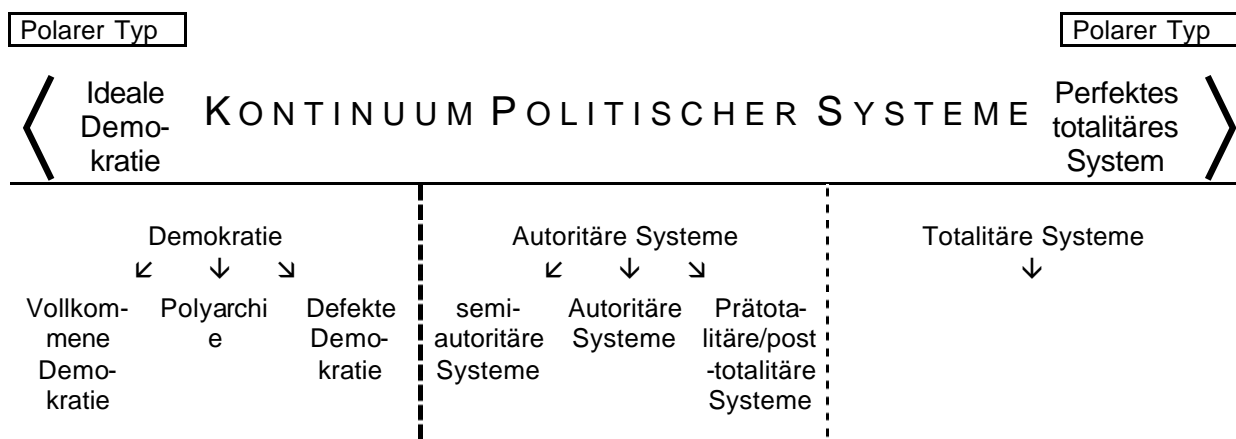 Polarer Typ
Polarer Typ
Ideale
Demo-
kratie
KONTINUUM POLITISCHER SYSTEME
Perfektes
totalitäres
System
Demokratie
Autoritäre Systeme
Totalitäre Systeme
↙ ↓ ↘
↙ ↓ ↘
↓
Vollkom-
mene
Demo-
kratie
Polyarchi
e
Defekte
Demo-
kratie
semi-
autoritäre
Systeme
Autoritäre
Systeme
Prätota-
litäre/post
-totalitäre
Systeme